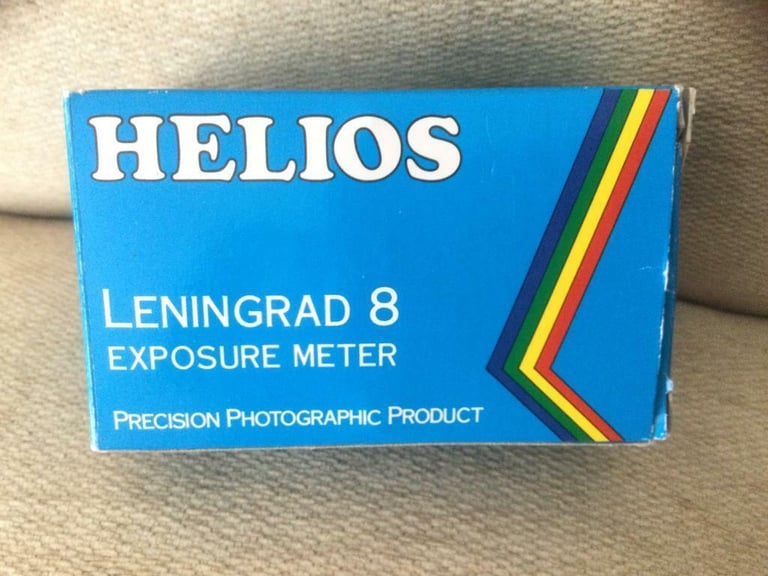 HELIOS
LENINGRAD 8
EXPOSURE METER
PRECISION PHOTOGRAPHIC PRODUCT